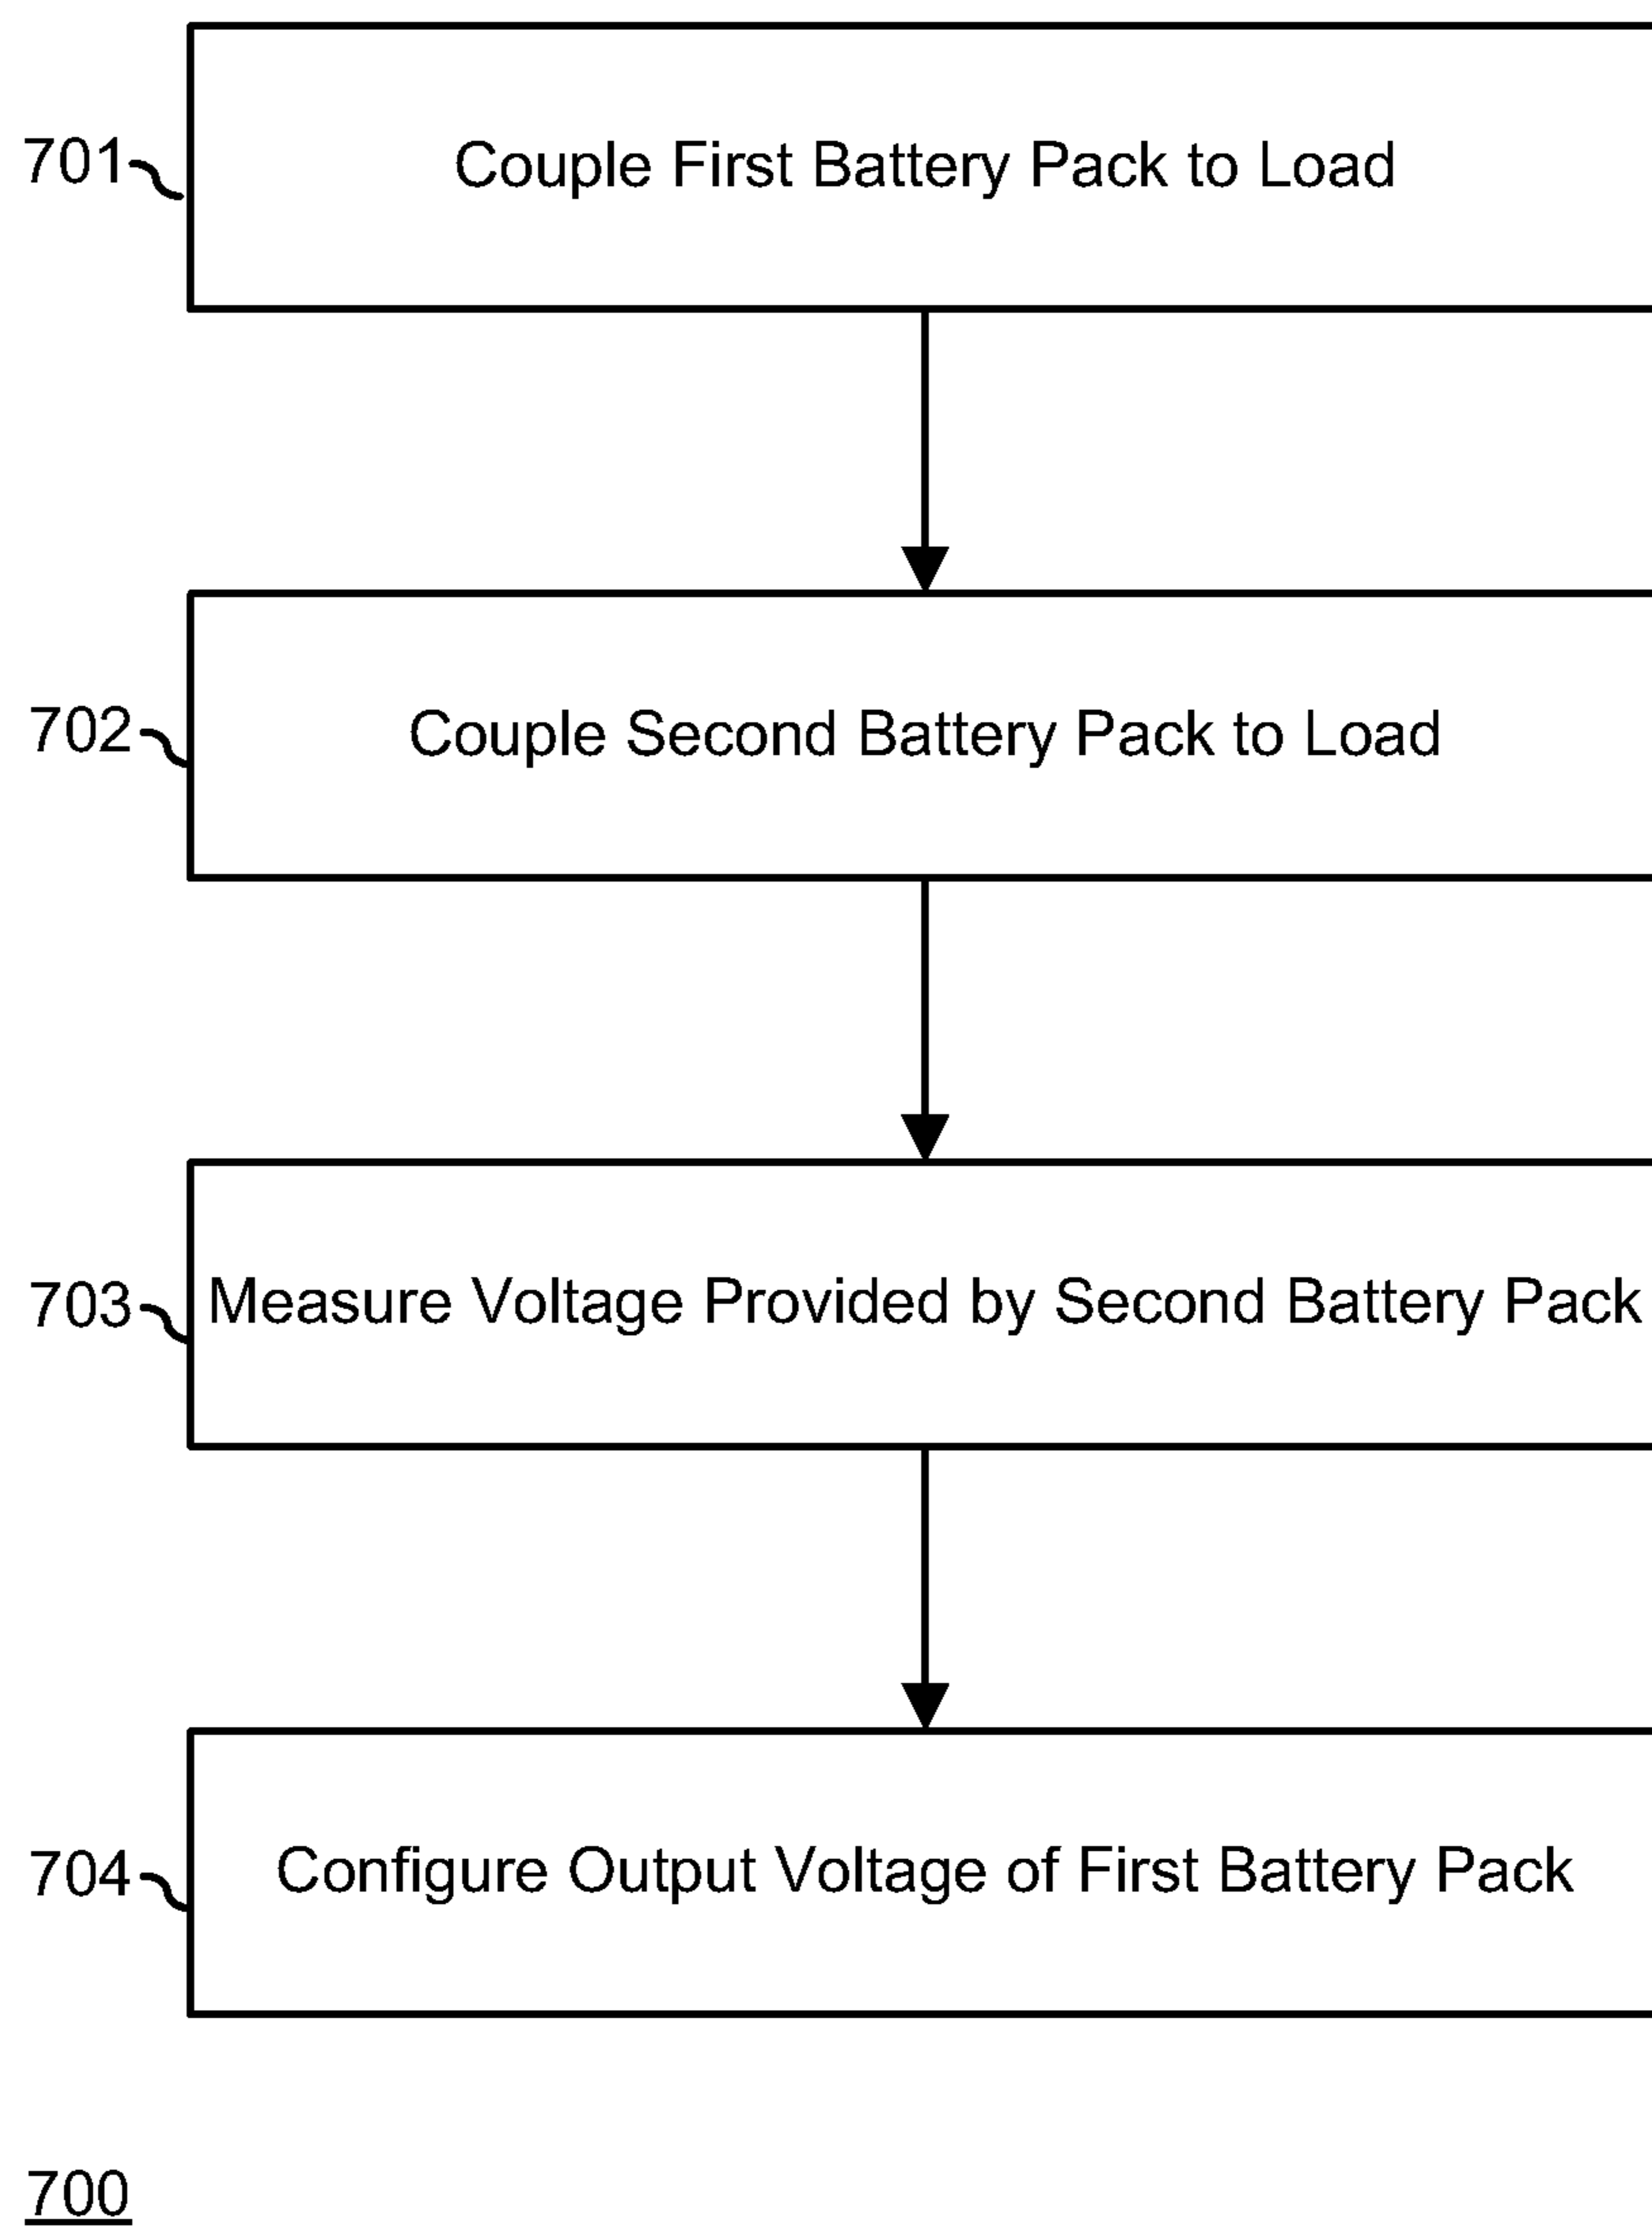 701 Couple First Battery Pack to Load
702 Couple Second Battery Pack to Load
703 Measure Voltage Provided by Second Battery Pack
704 Configure Output Voltage of First Battery Pack
700